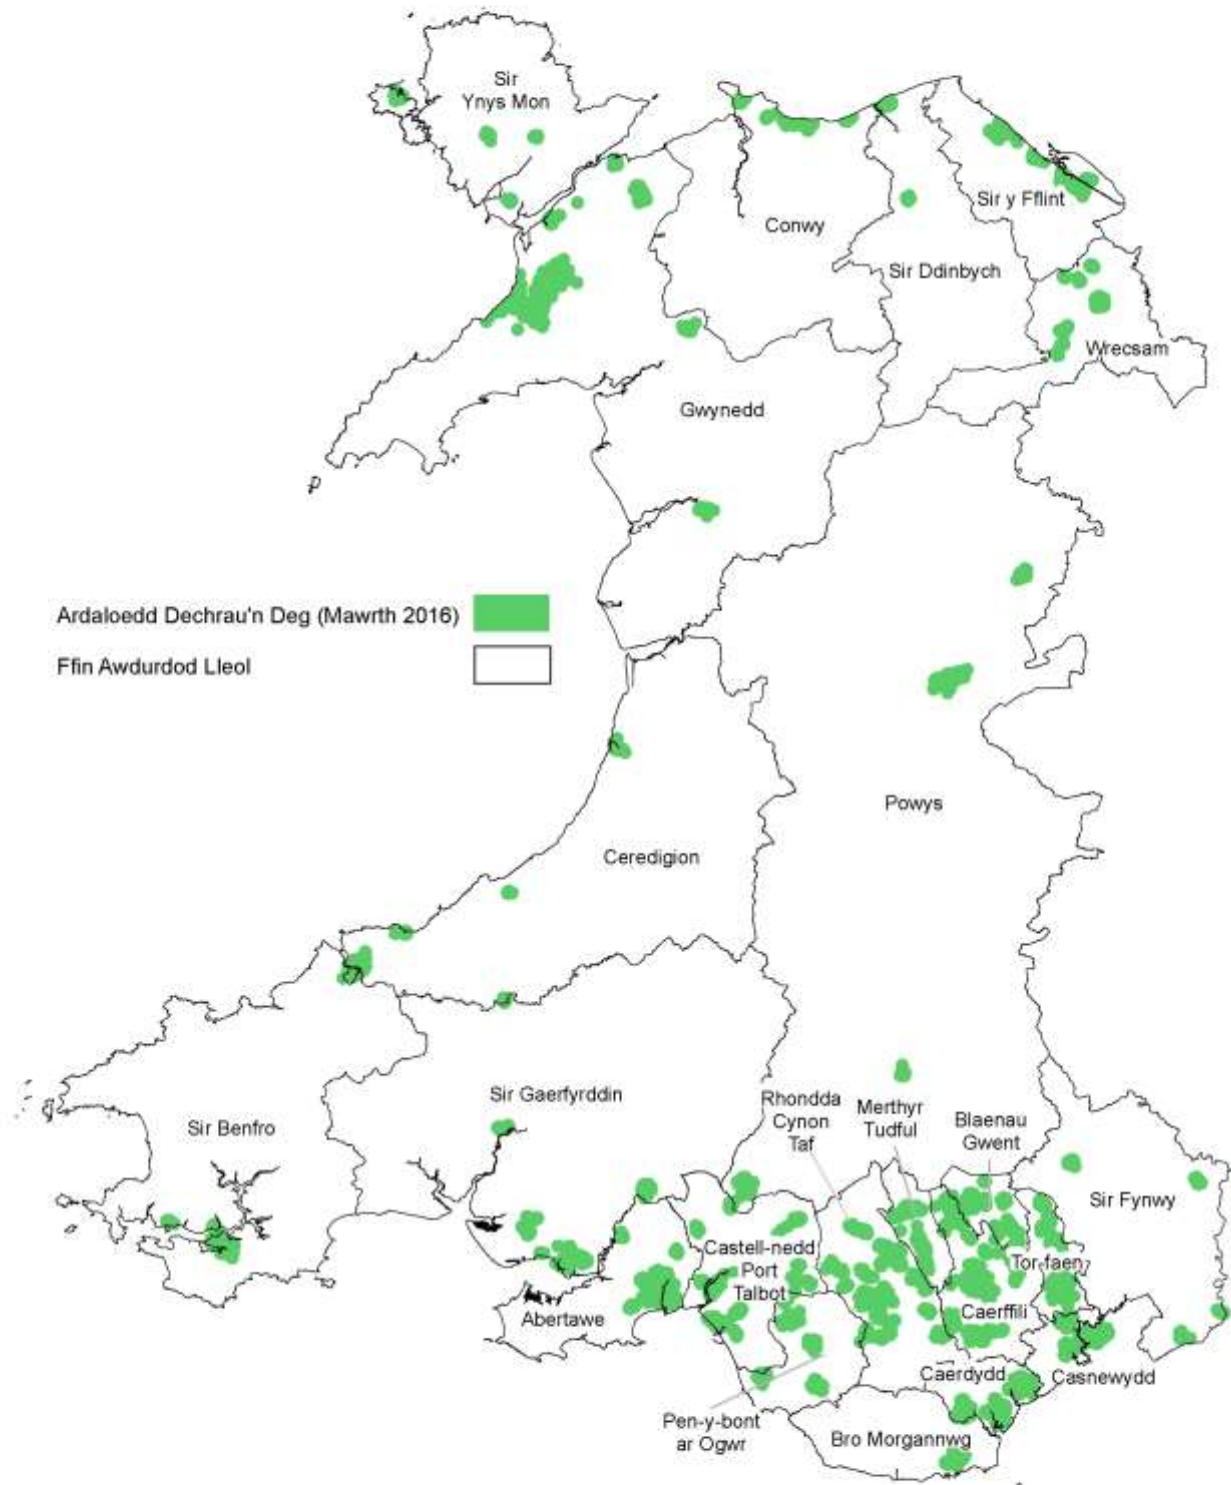 Sir
Ynys Mon
Conwy
Sir y Fflint
Sir Ddinbych
Wrecsam
Gwynedd
Ardaloedd Dechrau'n Deg (Mawrth 2016)
Ffin Awdurdod Lleol
Powys
Ceredigion
Sir Gaerfyrddin
Sir Benfro
Rhondda
Cynon
Taf
Merthyr
Tudful
Blaenau
Gwent
Sir Fynwy
Castell-nedd
Port
Talbot
Tor-faen
Abertawe
Caerffili
Caerdydd
Casnewydd
Pen-y-bont
ar Ogwr
Bro Morgannwg